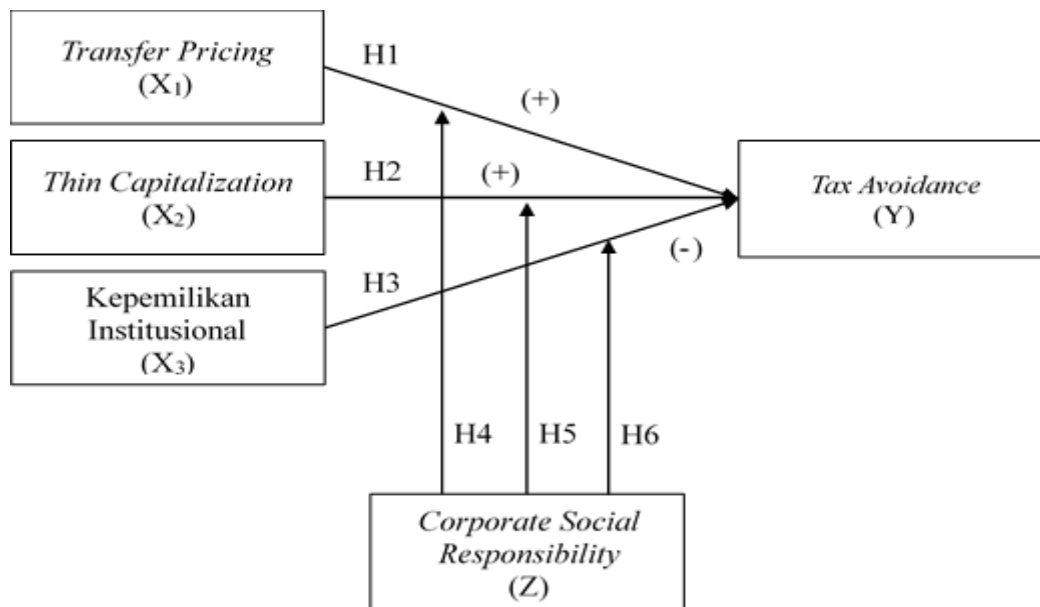 Transfer Pricing
(X₁)
H1
(+)
Thin Capitalization
(X₂)
H2
(+)
Kepemilikan
Institusional
(X₃)
H3
(-)
Tax Avoidance
(Y)
H4
H5
H6
Corporate Social
Responsibility
(Z)